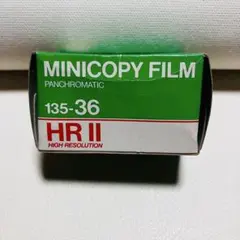 MINICOPY FILM
PANCHROMATIC
135-36
HR II
HIGH RESOLUTION